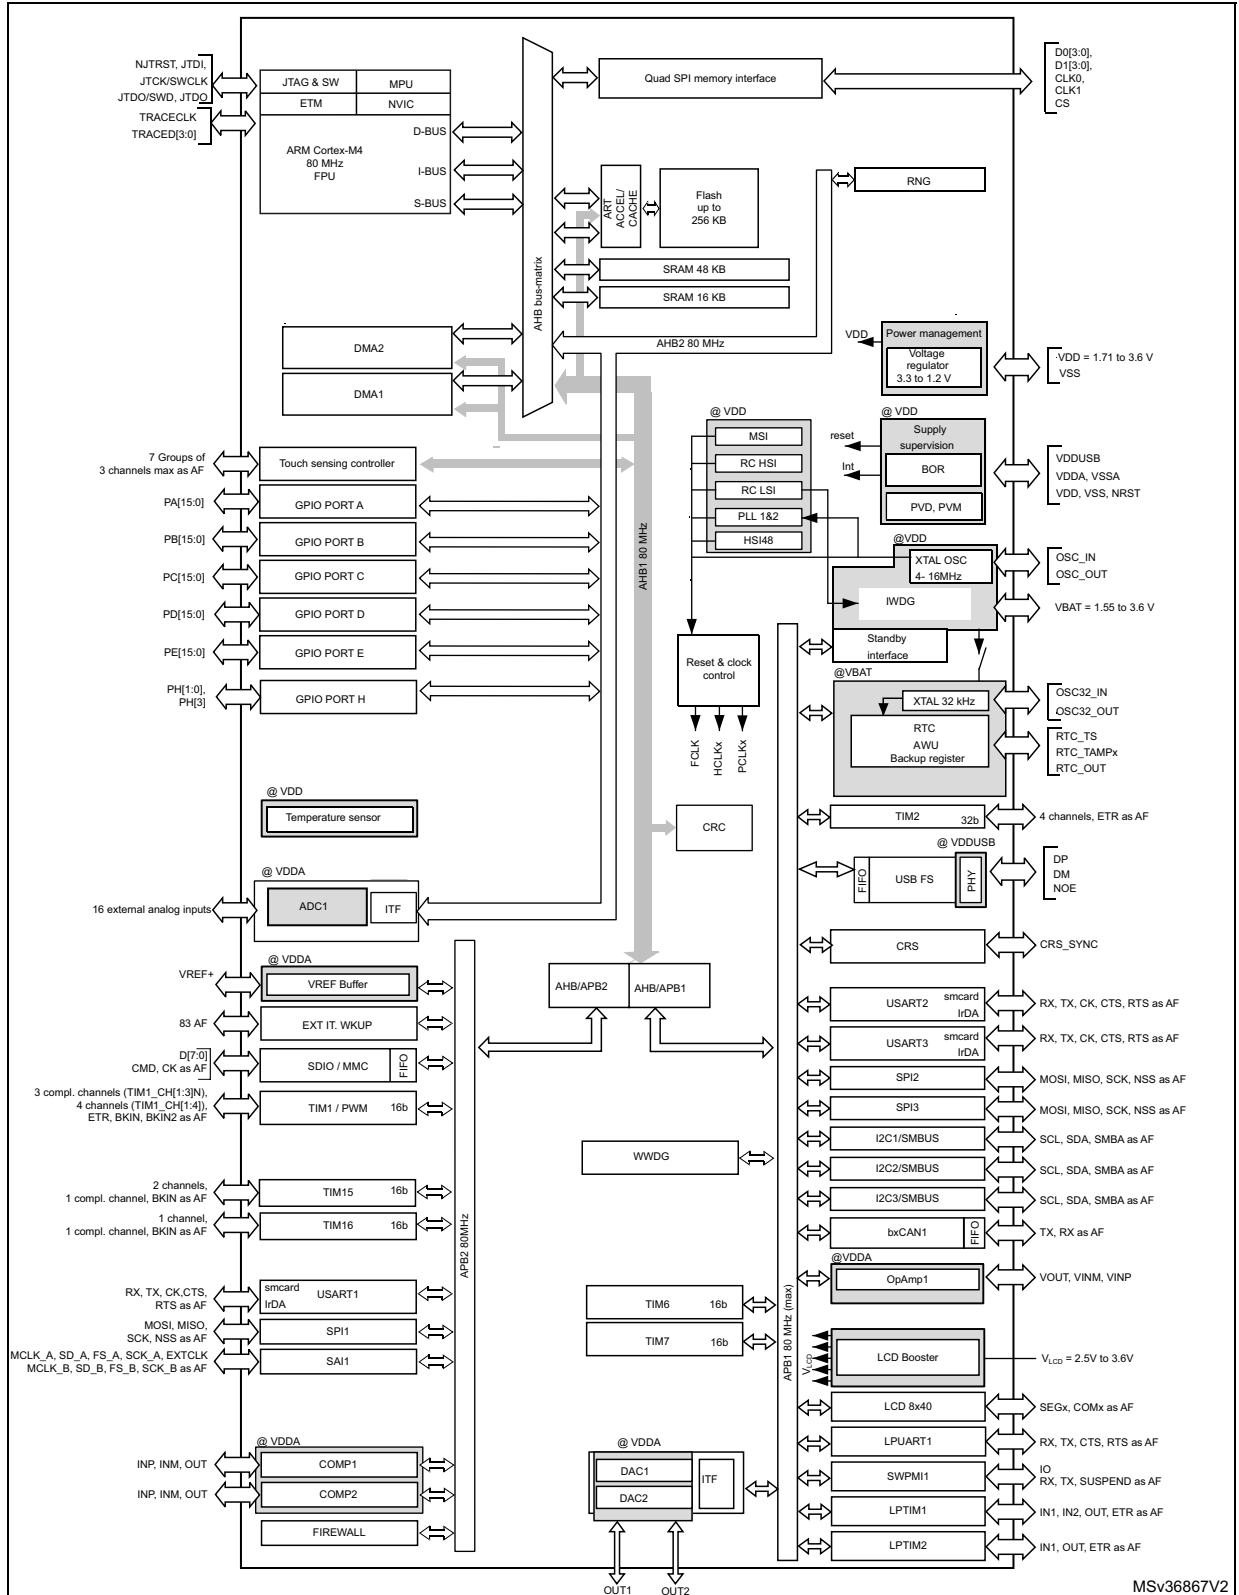 NJTRST, JTDI,
JTCK/SWCLK
JTDO/SWD, JTDO
TRACECLK
TRACED[3:0]
JTAG & SW
MPU
ETM
NVIC
ARM Cortex-M4
80 MHz
FPU
D-BUS
I-BUS
S-BUS
AHB bus-matrix
Quad SPI memory interface
D0[3:0],
D1[3:0],
CLK0,
CLK1
CS
ART
ACCEL/
CACHE
Flash
up to
256 KB
RNG
SRAM 48 KB
SRAM 16 KB
AHB2 80 MHz
DMA2
DMA1
VDD
Power management
Voltage
regulator
3.3 to 1.2 V
VDD = 1.71 to 3.6 V
VSS
@ VDD
MSI
RC HSI
RC LSI
PLL 1&2
HSI48
@ VDD
reset
Int
Supply
supervision
BOR
PVD, PVM
VDDUSB
VDDA, VSSA
VDD, VSS, NRST
7 Groups of
3 channels max as AF
Touch sensing controller
PA[15:0]
GPIO PORT A
PB[15:0]
GPIO PORT B
PC[15:0]
GPIO PORT C
PD[15:0]
GPIO PORT D
PE[15:0]
GPIO PORT E
PH[1:0],
PH[3]
GPIO PORT H
AHB1 80 MHz
@VDD
XTAL OSC
4- 16MHz
IWDG
OSC_IN
OSC_OUT
VBAT = 1.55 to 3.6 V
Standby
interface
Reset & clock
control
FCLK
HCLKx
PCLKx
@VBAT
XTAL 32 kHz
RTC
AWU
Backup register
OSC32_IN
OSC32_OUT
RTC_TS
RTC_TAMPx
RTC_OUT
@ VDD
Temperature sensor
CRC
TIM2
32b
4 channels, ETR as AF
@ VDDUSB
FIFO
USB FS
PHY
DP
DM
NOE
@ VDDA
16 external analog inputs
ADC1
ITF
CRS
CRS_SYNC
@ VDDA
VREF+
VREF Buffer
AHB/APB2
AHB/APB1
83 AF
EXT IT. WKUP
D[7:0]
CMD, CK as AF
SDIO / MMC
FIFO
3 compl. channels (TIM1_CH[1:3]N),
4 channels (TIM1_CH[1:4]),
ETR, BKIN, BKIN2 as AF
TIM1 / PWM
16b
2 channels,
1 compl. channel, BKIN as AF
TIM15
16b
1 channel,
1 compl. channel, BKIN as AF
TIM16
16b
RX, TX, CK,CTS,
RTS as AF
smcard
IrDA
USART1
MOSI, MISO,
SCK, NSS as AF
SPI1
MCLK_A, SD_A, FS_A, SCK_A, EXTCLK
MCLK_B, SD_B, FS_B, SCK_B as AF
SAI1
@ VDDA
INP, INM, OUT
COMP1
INP, INM, OUT
COMP2
FIREWALL
APB2 80MHz
WWDG
TIM6
16b
TIM7
16b
@ VDDA
DAC1
DAC2
ITF
OUT1
OUT2
APB1 80 MHz (max)
USART2
smcard
IrDA
RX, TX, CK, CTS, RTS as AF
USART3
smcard
IrDA
RX, TX, CK, CTS, RTS as AF
SPI2
MOSI, MISO, SCK, NSS as AF
SPI3
MOSI, MISO, SCK, NSS as AF
I2C1/SMBUS
SCL, SDA, SMBA as AF
I2C2/SMBUS
SCL, SDA, SMBA as AF
I2C3/SMBUS
SCL, SDA, SMBA as AF
bxCAN1
FIFO
TX, RX as AF
@VDDA
OpAmp1
VOUT, VINM, VINP
VLCD
LCD Booster
VLCD = 2.5V to 3.6V
LCD 8x40
SEGx, COMx as AF
LPUART1
RX, TX, CTS, RTS as AF
SWPMI1
IO
RX, TX, SUSPEND as AF
LPTIM1
IN1, IN2, OUT, ETR as AF
LPTIM2
IN1, OUT, ETR as AF
MSv36867V2